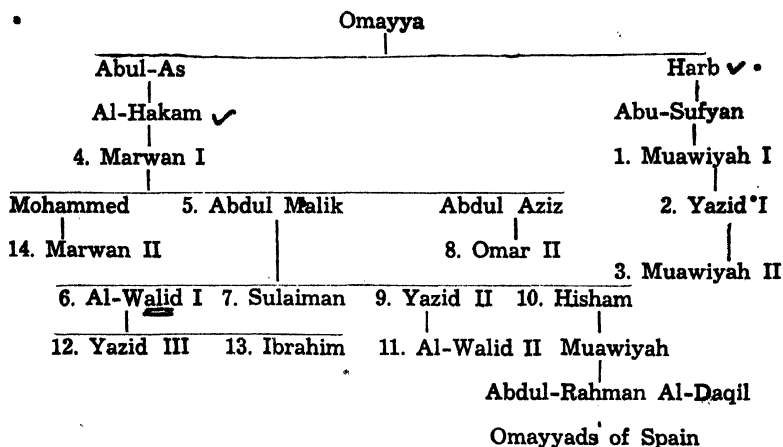 Omayya
Abul-As Harb
Al-Hakam Abu-Sufyan
4. Marwan I 1. Muawiyah I
Mohammed 5. Abdul Malik Abdul Aziz 2. Yazid I
14. Marwan II 8. Omar II
3. Muawiyah II
6. Al-Walid I 7. Sulaiman 9. Yazid II 10. Hisham
12. Yazid III 13. Ibrahim 11. Al-Walid II Muawiyah
Abdul-Rahman Al-Daqil
Omayyads of Spain